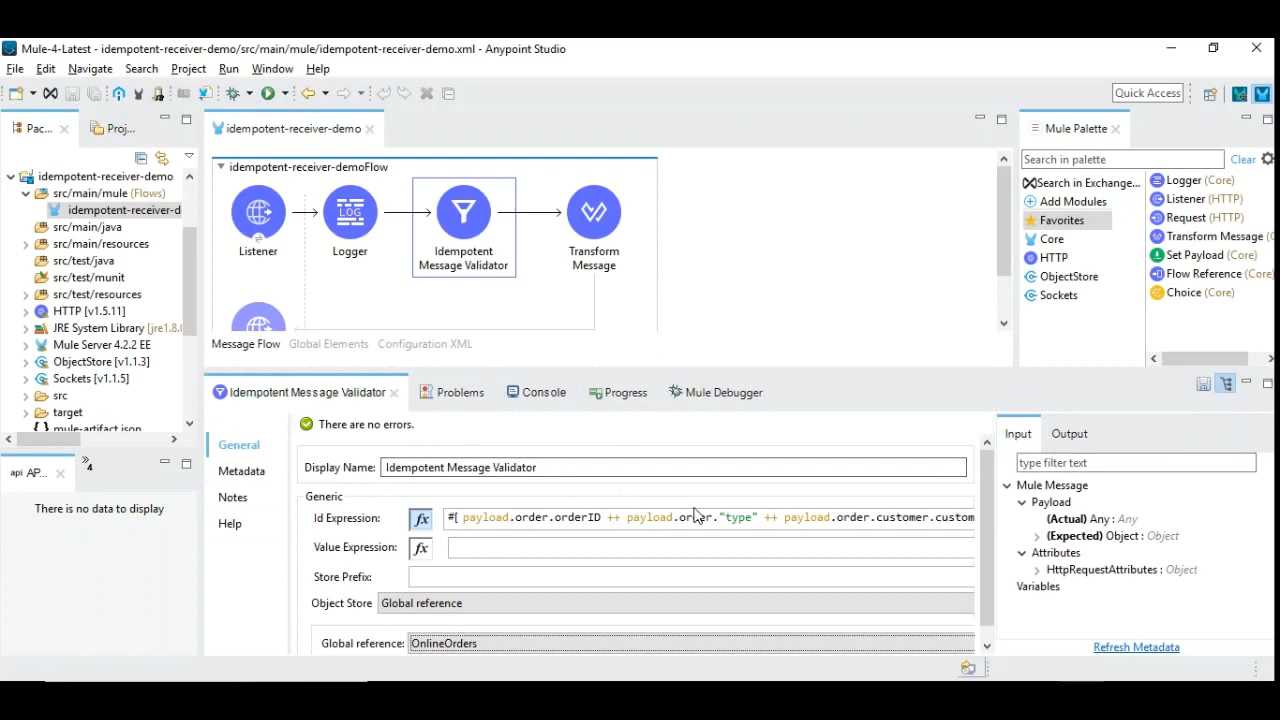 Mule-4-Latest - idempotent-receiver-demo/src/main/mule/idempotent-receiver-demo.xml - Anypoint Studio
File Edit Navigate Search Project Run Window Help
Quick Access
Pac...
Proj...
idempotent-receiver-demo
src/main/mule (Flows)
idempotent-receiver-d
src/main/java
src/main/resources
src/test/java
src/test/munit
src/test/resources
HTTP [v1.5.11]
JRE System Library [jre1.8.
Mule Server 4.2.2 EE
ObjectStore [v1.1.3]
Sockets [v1.1.5]
src
target
mule-artifact.json
api AP...
4
There is no data to display
idempotent-receiver-demo
idempotent-receiver-demoFlow
Listener
LOG
Logger
Idempotent
Message Validator
Transform
Message
Message Flow Global Elements Configuration XML
Mule Palette
Search in palette
Clear
Search in Exchange...
Add Modules
Favorites
Core
HTTP
ObjectStore
Sockets
Logger (Core)
Listener (HTTP)
Request (HTTP)
Transform Message (Core
Set Payload (Core)
Flow Reference (Core)
Choice (Core)
Idempotent Message Validator
Problems
Console
Progress
Mule Debugger
General
Metadata
Notes
Help
There are no errors.
Display Name: Idempotent Message Validator
Generic
Id Expression: fx #[ payload.order.orderID ++ payload.order."type" ++ payload.order.customer.custom
Value Expression: fx
Store Prefix:
Object Store Global reference
Global reference: OnlineOrders
Input Output
type filter text
Mule Message
Payload
(Actual) Any : Any
(Expected) Object : Object
Attributes
HttpRequestAttributes : Object
Variables
Refresh Metadata